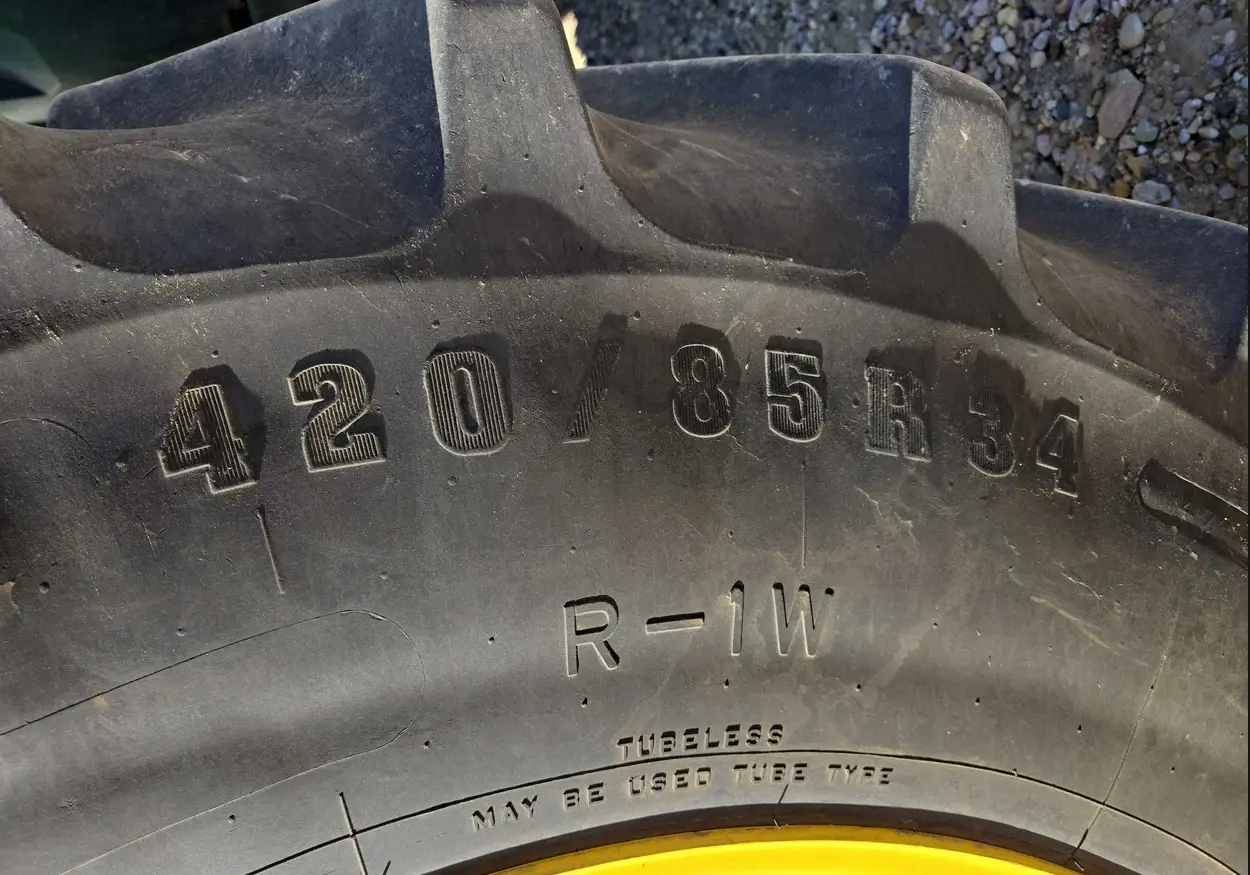 420/85R34
R-1W
TUBELESS
MAY BE USED TUBE TYPE